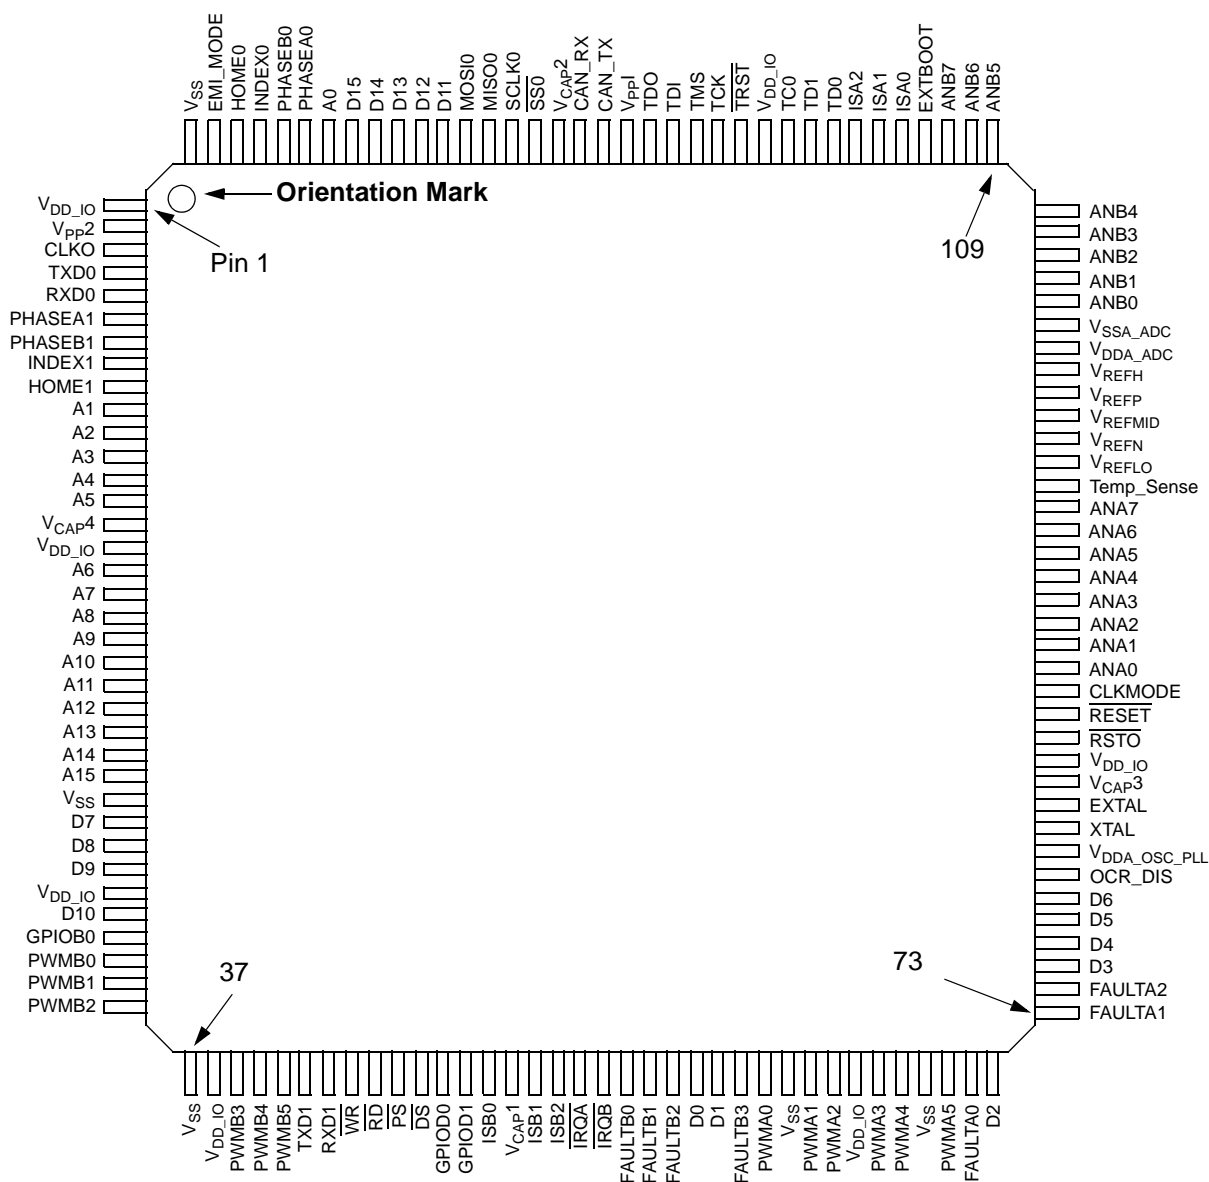 VSS
EMI_MODE
HOME0
INDEX0
PHASEB0
PHASEA0
A0
D15
D14
D13
D12
D11
MOSI0
MISO0
SCLK0
SS0
VCAP2
CAN_RX
CAN_TX
VPP1
TDO
TDI
TMS
TCK
TRST
VDD_IO
TC0
TD1
TD0
ISA2
ISA1
ISA0
EXTBOOT
ANB7
ANB6
ANB5
Orientation Mark
Pin 1
109
VDD_IO
VPP2
CLKO
TXD0
RXD0
PHASEA1
PHASEB1
INDEX1
HOME1
A1
A2
A3
A4
A5
VCAP4
VDD_IO
A6
A7
A8
A9
A10
A11
A12
A13
A14
A15
VSS
D7
D8
D9
VDD_IO
D10
GPIOB0
PWMB0
PWMB1
PWMB2
ANB4
ANB3
ANB2
ANB1
ANB0
VSSA_ADC
VDDA_ADC
VREFH
VREFP
VREFMID
VREFN
VREFLO
Temp_Sense
ANA7
ANA6
ANA5
ANA4
ANA3
ANA2
ANA1
ANA0
CLKMODE
RESET
RSTO
VDD_IO
VCAP3
EXTAL
XTAL
VDDA_OSC_PLL
OCR_DIS
D6
D5
D4
D3
FAULTA2
FAULTA1
37
73
VSS
VDD_IO
PWMB3
PWMB4
PWMB5
TXD1
RXD1
WR
RD
PS
DS
GPIOD0
GPIOD1
ISB0
VCAP1
ISB1
ISB2
IRQA
IRQB
FAULTB0
FAULTB1
FAULTB2
D0
D1
FAULTB3
PWMA0
VSS
PWMA1
PWMA2
VDD_IO
PWMA3
PWMA4
VSS
PWMA5
FAULTA0
D2